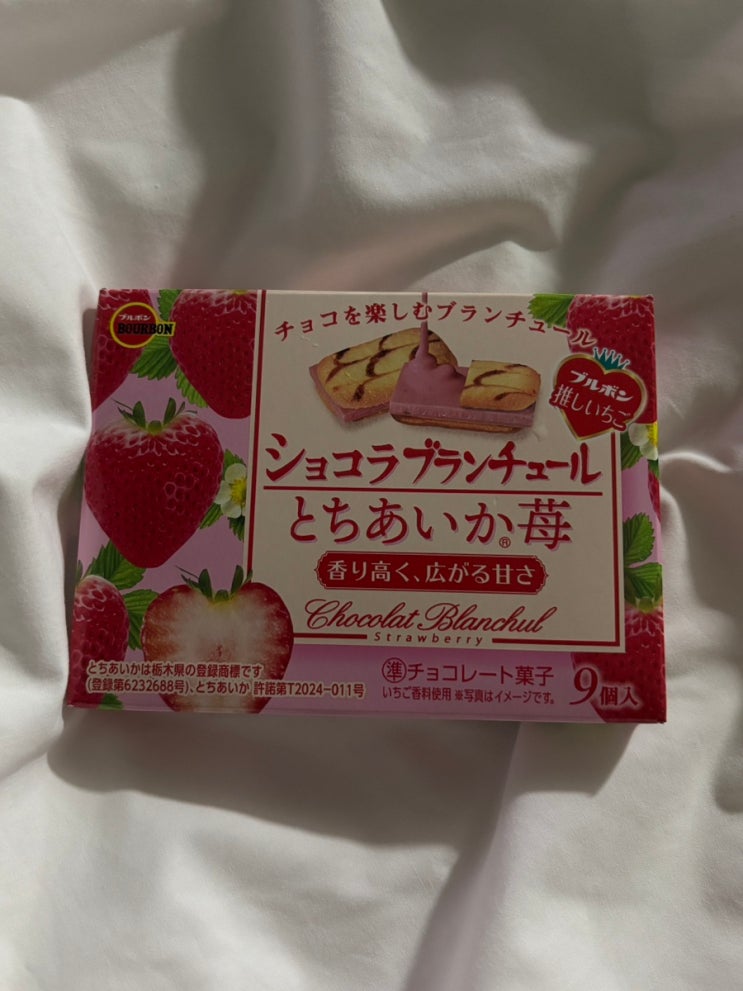 ブルボン
BOURBON
チョコを楽しむブランチュール
ブルボン
推しいちご
ショコラブランチュール
とちあいか®苺
香り高く、広がる甘さ
Chocolat Blanchul
Strawberry
とちあいかは栃木県の登録商標です
(登録第6232688号)、とちあいか 許諾第T2024-011号
準チョコレート菓子
いちご香料使用 ※写真はイメージです。
9個入